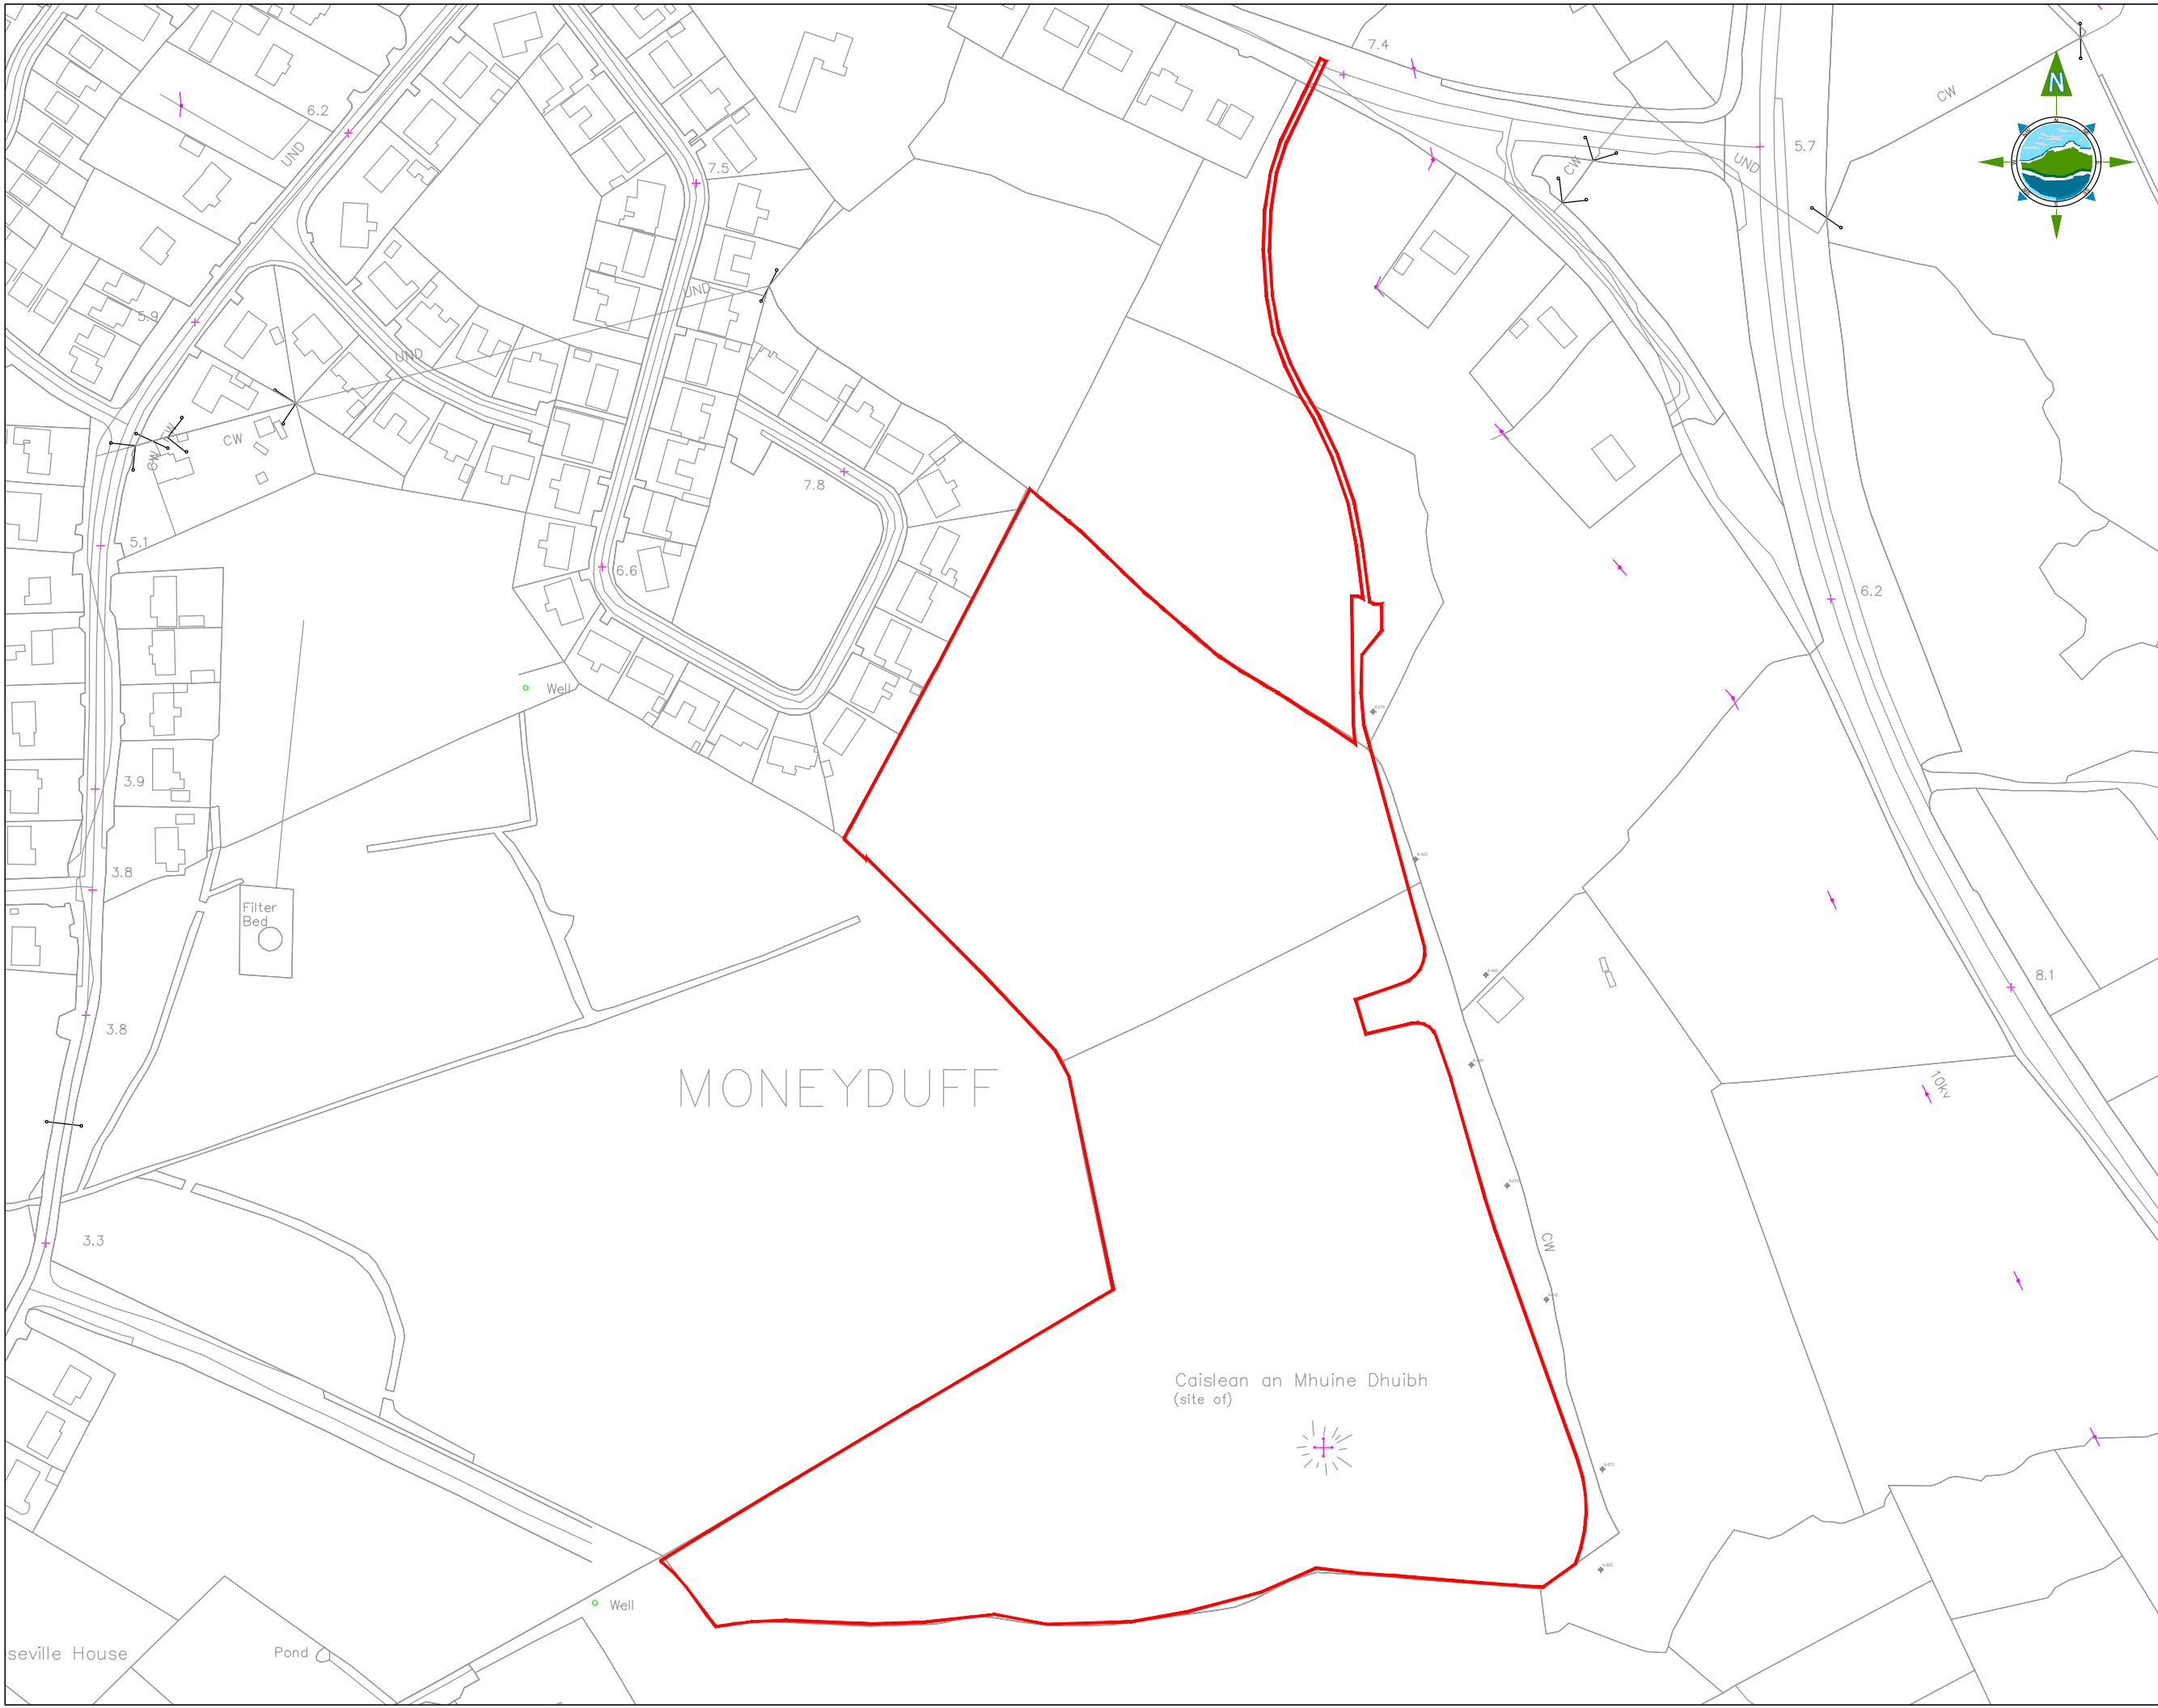 7.4
6.2
UND
CW
N
5.7
UND
CW
7.5
5.9
UND
UND
CW
CW
CW
7.8
5.1
6.6
6.2
Well
3.9
3.8
Filter
Bed
8.1
3.8
MONEYDUFF
10kv
3.3
CW
Caislean an Mhuine Dhuibh
(site of)
Well
seville House
Pond